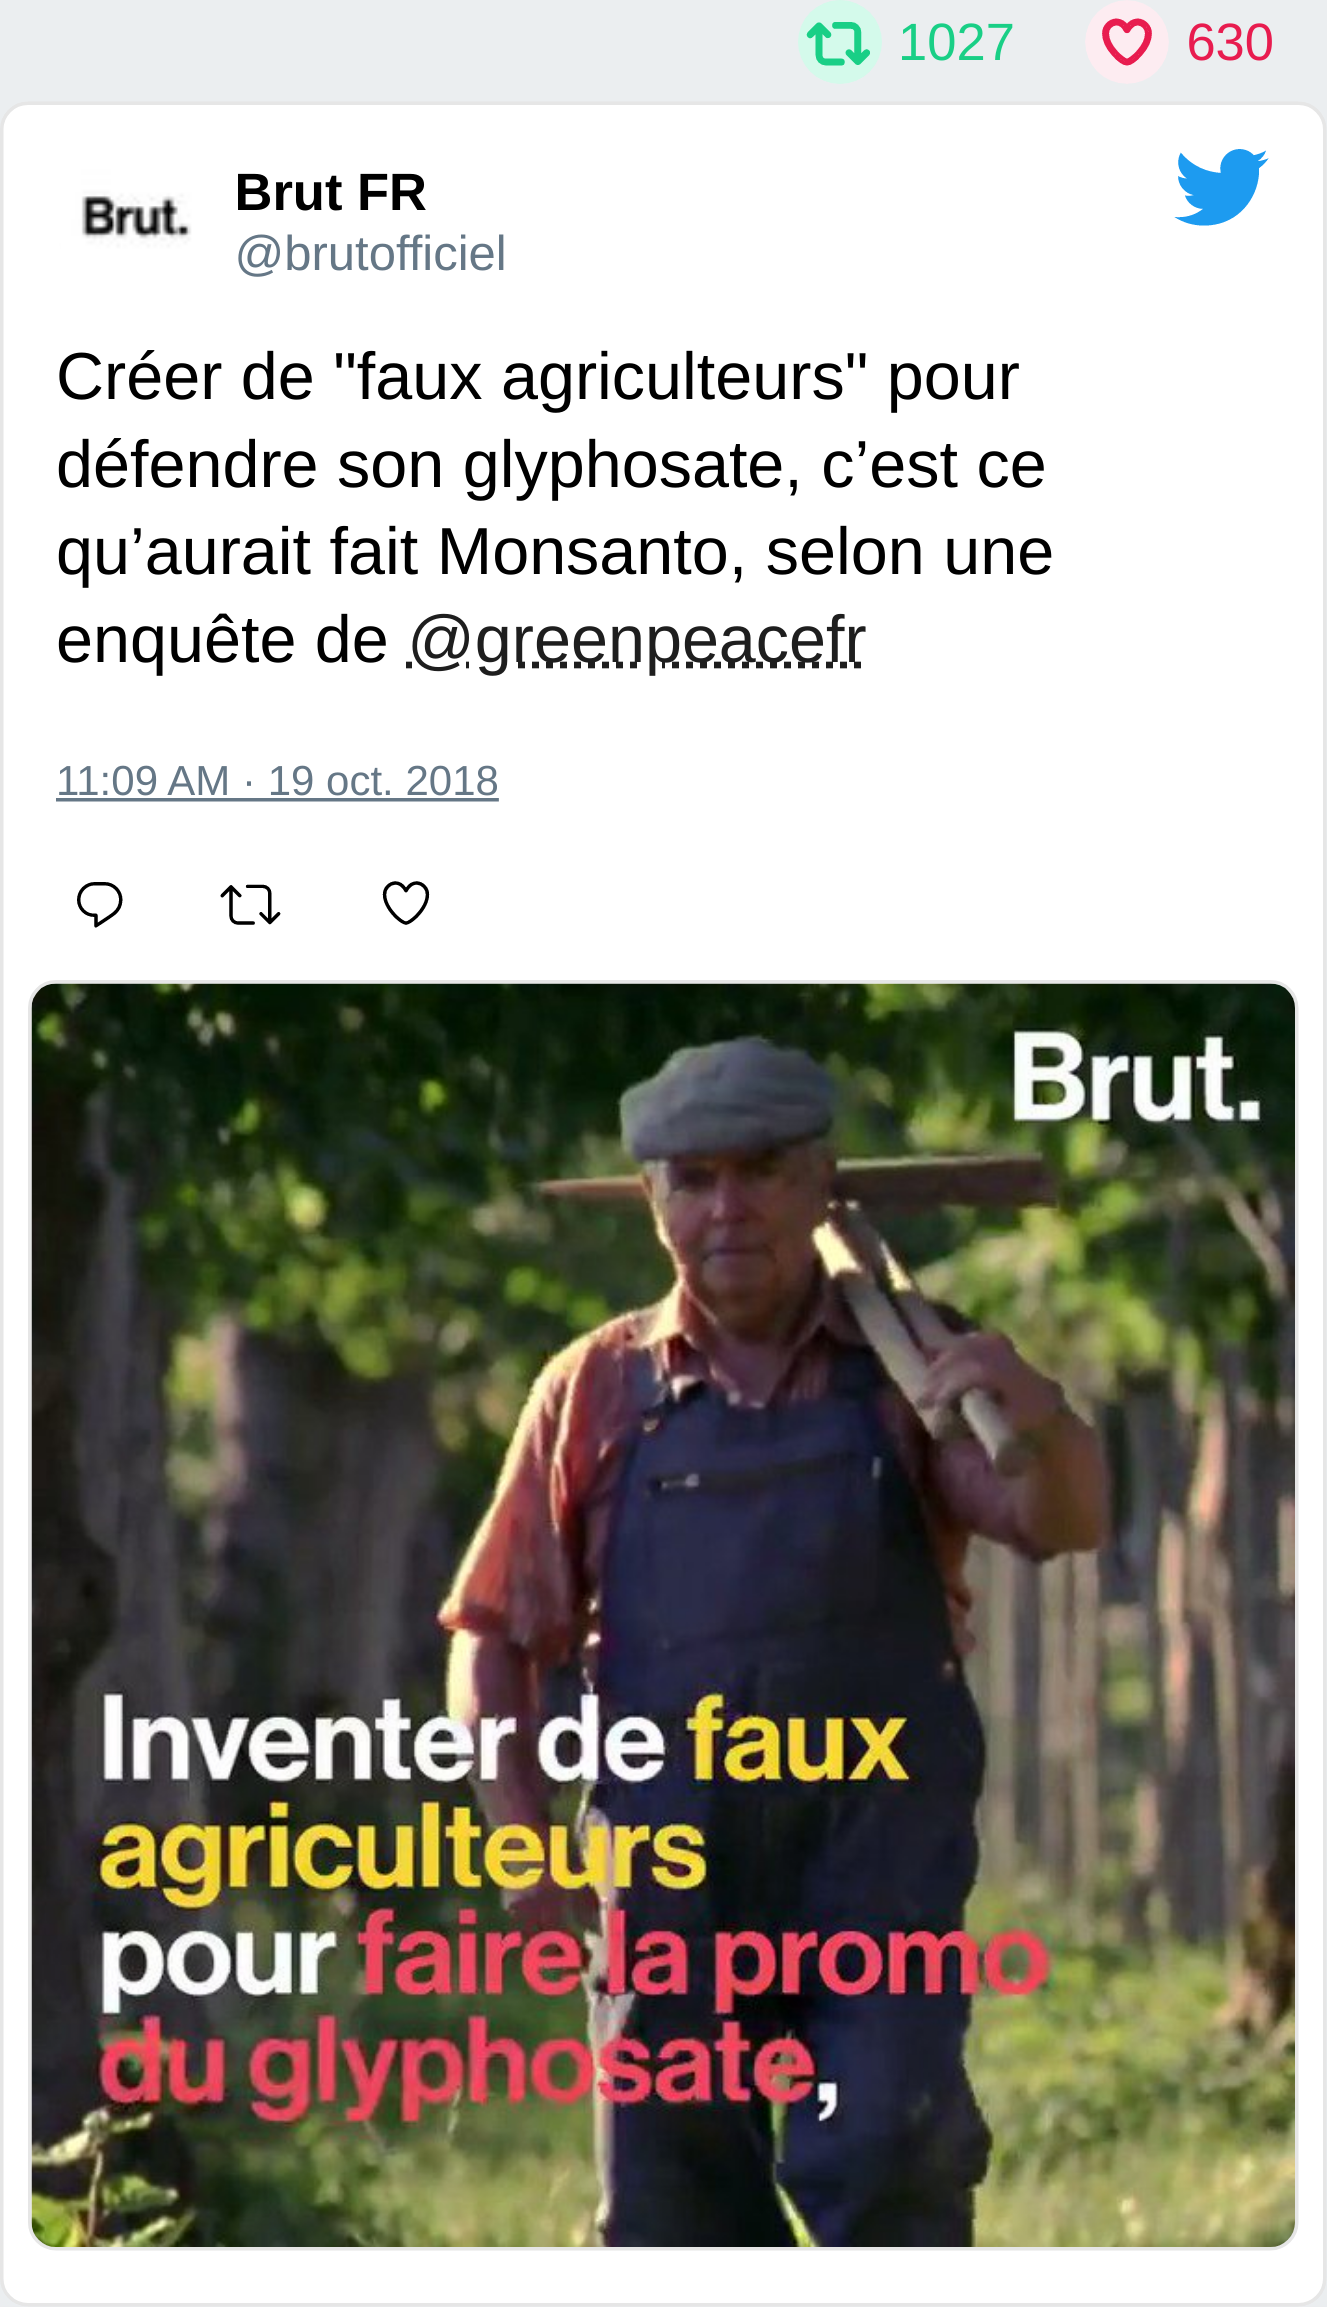 1027 630
Brut.
Brut FR
@brutofficiel
Créer de "faux agriculteurs" pour
défendre son glyphosate, c’est ce
qu’aurait fait Monsanto, selon une
enquête de @greenpeacefr
11:09 AM · 19 oct. 2018
Brut.
Inventer de faux
agriculteurs
pour faire la promo
du glyphosate,